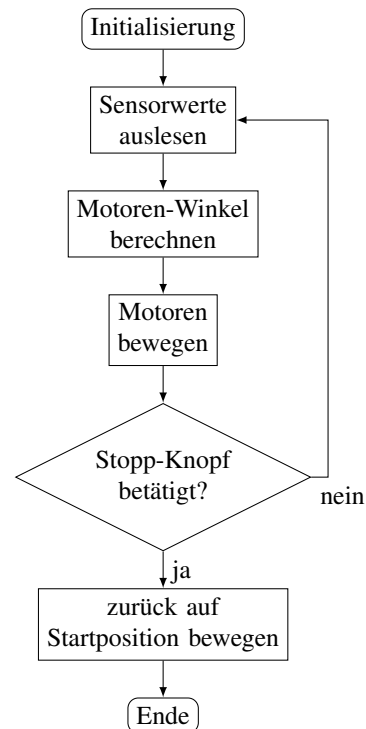 Initialisierung
Sensorwerte
auslesen
Motoren-Winkel
berechnen
Motoren
bewegen
Stopp-Knopf
betätigt?
nein
ja
zurück auf
Startposition bewegen
Ende